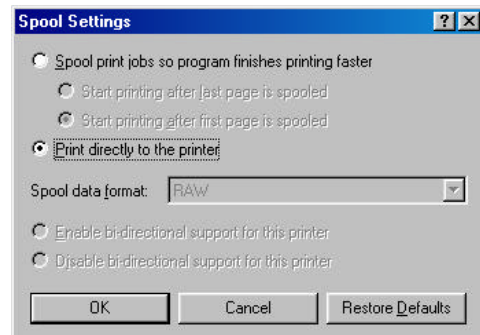 Spool Settings
Spool print jobs so program finishes printing faster
Start printing after last page is spooled
Start printing after first page is spooled
Print directly to the printer
Spool data format: RAW
Enable bi-directional support for this printer
Disable bi-directional support for this printer
OK Cancel Restore Defaults